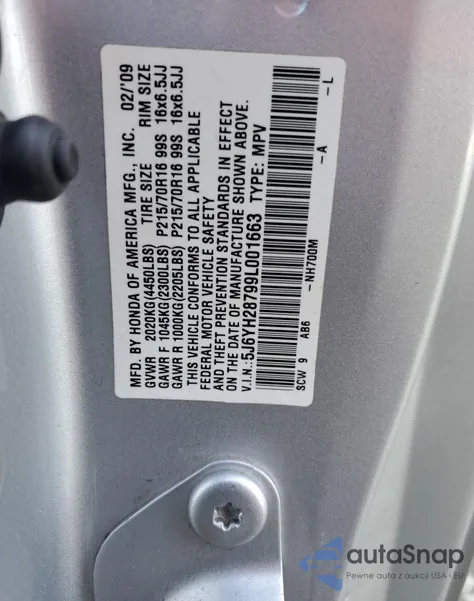 MFD. BY HONDA OF AMERICA MFG., INC. 02/'09
GVWR 2020KG(4450LBS) TIRE SIZE RIM SIZE
GAWR F 1045KG(2300LBS) P215/70R16 99S 16x6.5JJ
GAWR R 1000KG(2205LBS) P215/70R16 99S 16x6.5JJ
THIS VEHICLE CONFORMS TO ALL APPLICABLE
FEDERAL MOTOR VEHICLE SAFETY
AND THEFT PREVENTION STANDARDS IN EFFECT
ON THE DATE OF MANUFACTURE SHOWN ABOVE.
V.I.N.: 5J6YH28799L001663 TYPE: MPV
SCW 9 AB6 -NH700M -A -L
autoSnap
Pewne auta z aukcji USA i EU